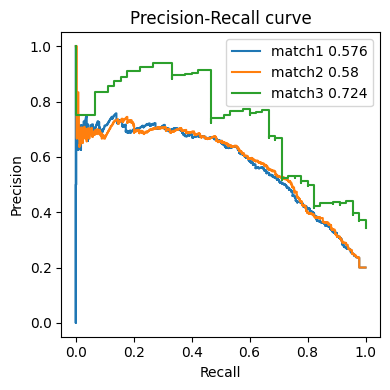 Precision-Recall curve
match1 0.576
match2 0.58
match3 0.724
Precision
1.0
0.8
0.6
0.4
0.2
0.0
0.0 0.2 0.4 0.6 0.8 1.0
Recall